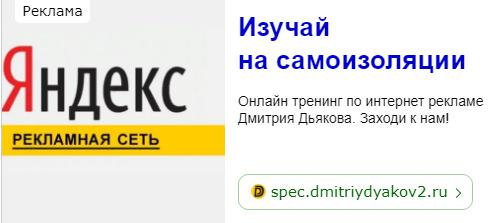 Реклама
Яндекс
РЕКЛАМНАЯ СЕТЬ
Изучай
на самоизоляции
Онлайн тренинг по интернет рекламе
Дмитрия Дьякова. Заходи к нам!
spec.dmitriydyakov2.ru